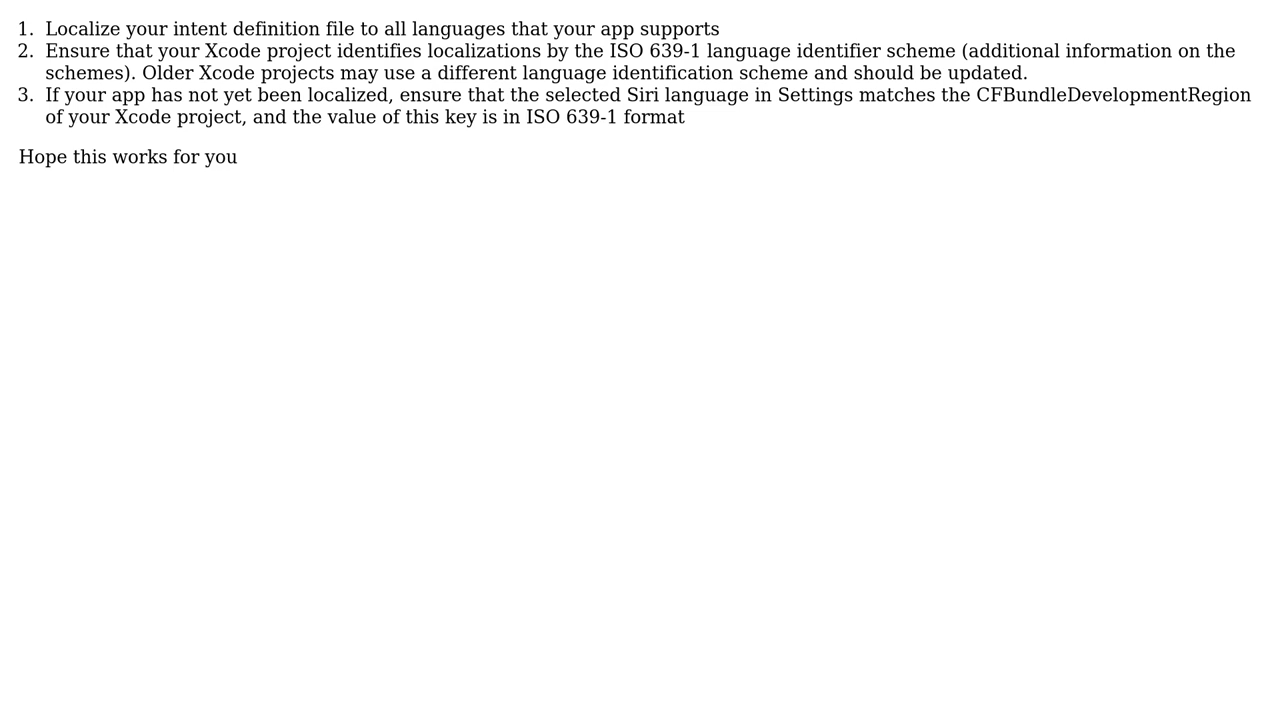 1. Localize your intent definition file to all languages that your app supports
2. Ensure that your Xcode project identifies localizations by the ISO 639-1 language identifier scheme (additional information on the
schemes). Older Xcode projects may use a different language identification scheme and should be updated.
3. If your app has not yet been localized, ensure that the selected Siri language in Settings matches the CFBundleDevelopmentRegion
of your Xcode project, and the value of this key is in ISO 639-1 format
Hope this works for you